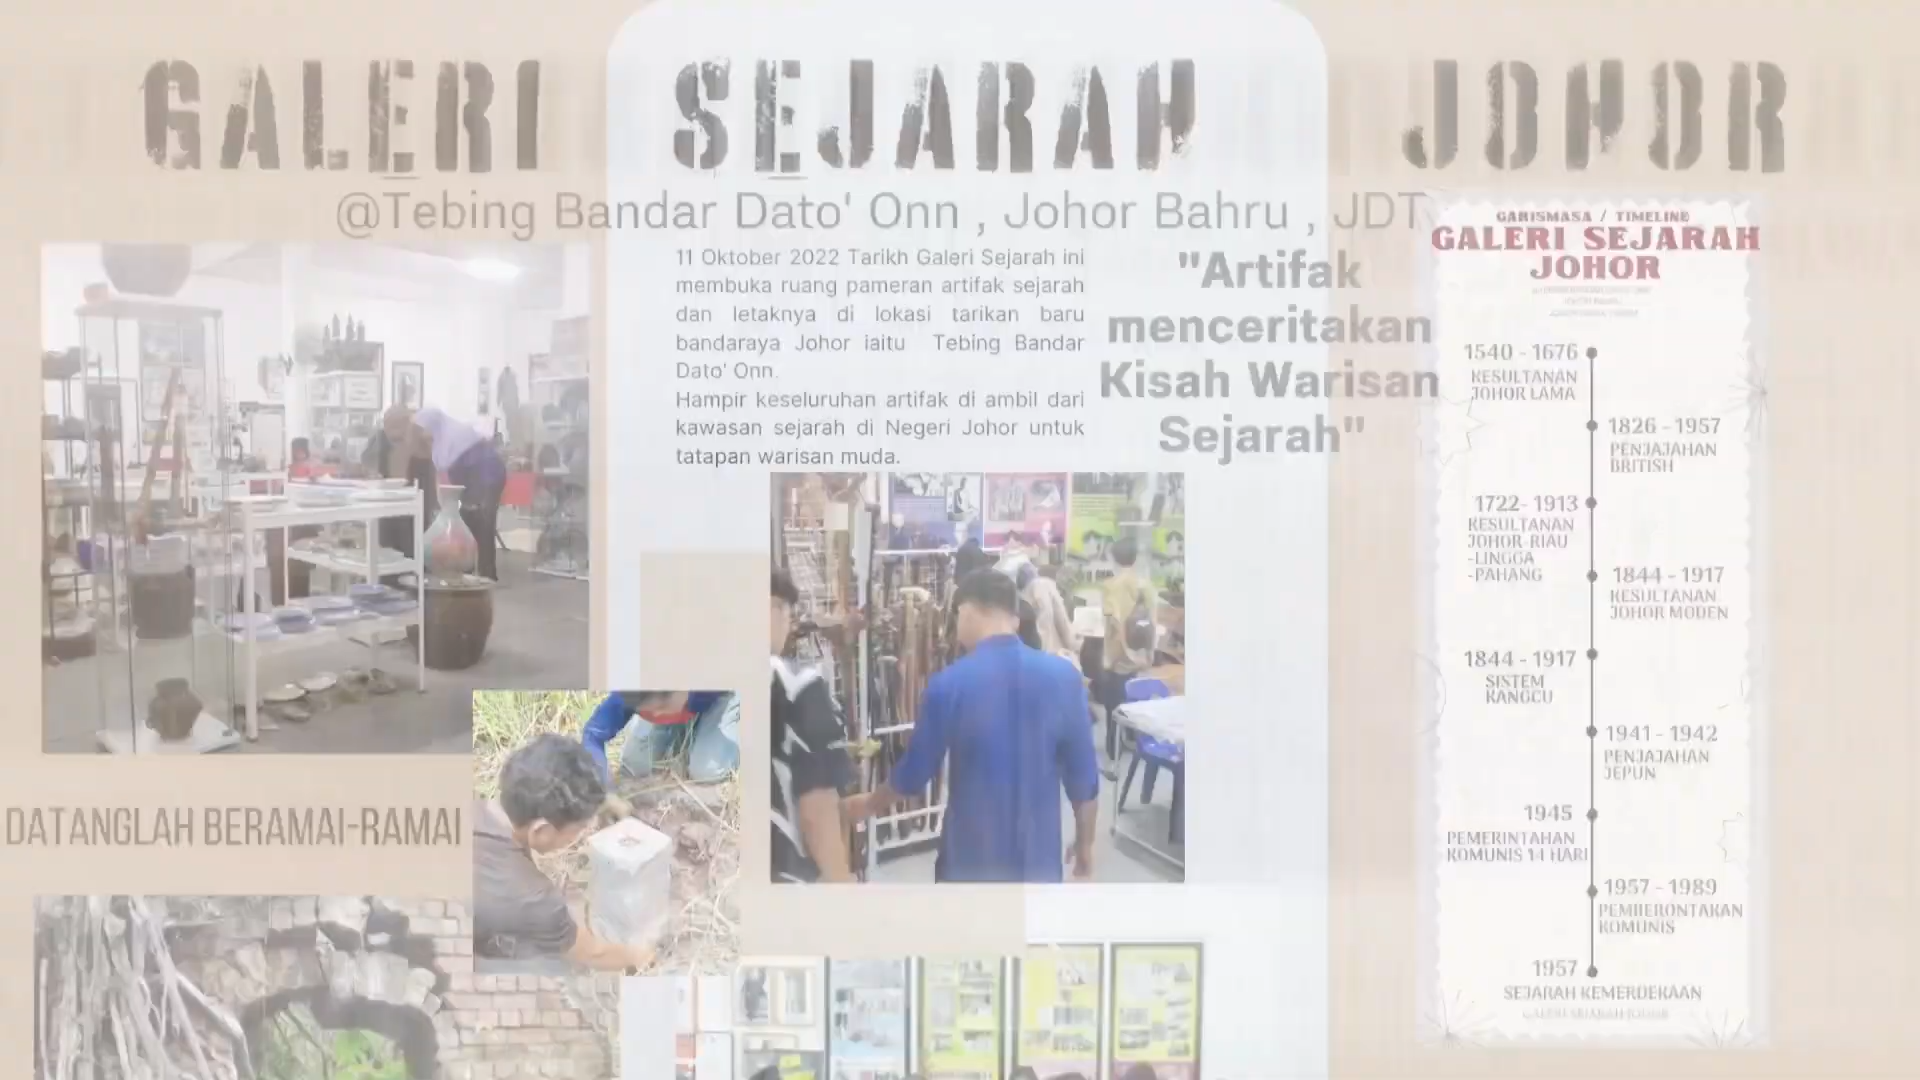 GALERI SEJARAH JOHOR
@Tebing Bandar Dato' Onn , Johor Bahru , JDT
11 Oktober 2022 Tarikh Galeri Sejarah ini
membuka ruang pameran artifak sejarah
dan letaknya di lokasi tarikan baru
bandaraya Johor iaitu Tebing Bandar
Dato' Onn.
Hampir keseluruhan artifak di ambil dari
kawasan sejarah di Negeri Johor untuk
tatapan warisan muda.
"Artifak
menceritakan
Kisah Warisan
Sejarah"
DATANGLAH BERAMAI-RAMAI
GARISMASA / TIMELINE
GALERI SEJARAH
JOHOR
1540 - 1676
KESULTANAN
JOHOR LAMA
1826 - 1957
PENJAJAHAN
BRITISH
1722- 1913
KESULTANAN
JOHOR-RIAU
-LINGGA
-PAHANG
1844 - 1917
KESULTANAN
JOHOR MODEN
1844 - 1917
SISTEM
KANGCU
1941 - 1942
PENJAJAHAN
JEPUN
1945
PEMERINTAHAN
KOMUNIS 14 HARI
1957 - 1989
PEMBERONTAKAN
KOMUNIS
1957
SEJARAH KEMERDEKAAN
GALERI SEJARAH JOHOR